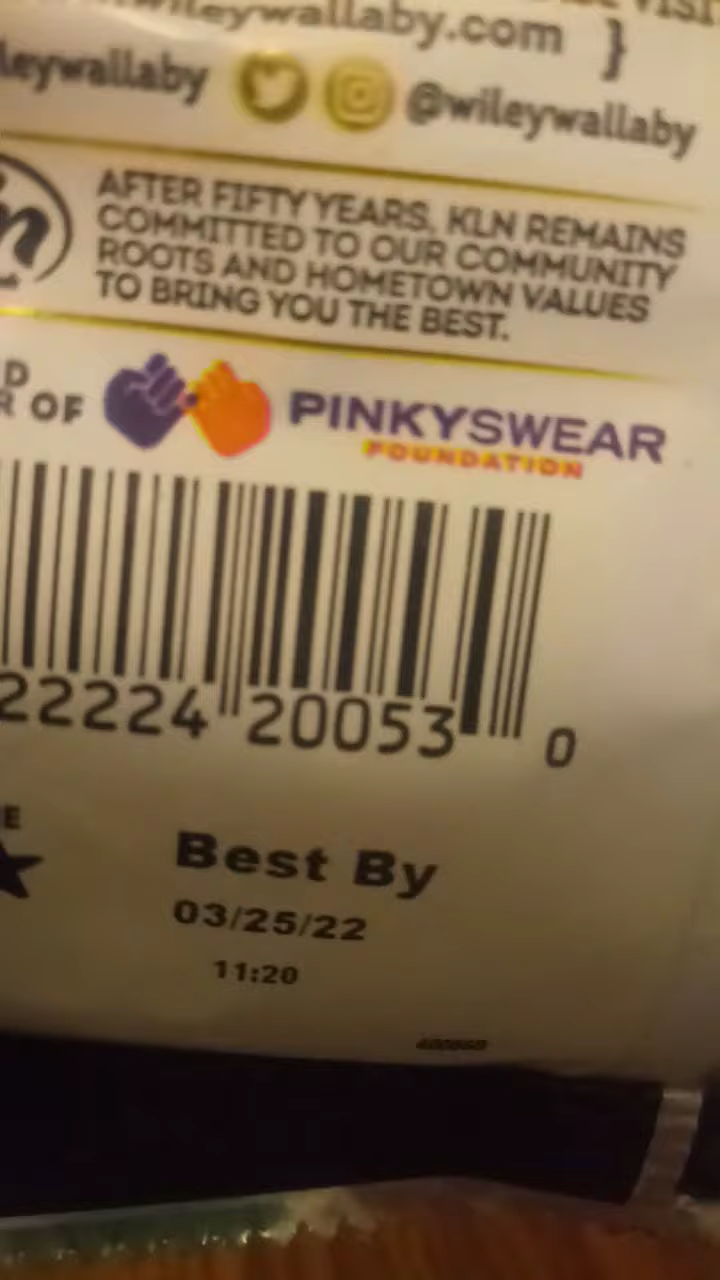 wileywallaby.com }
leywallaby @wileywallaby
AFTER FIFTY YEARS, KLN REMAINS
COMMITTED TO OUR COMMUNITY
ROOTS AND HOMETOWN VALUES
TO BRING YOU THE BEST.
OF PINKYSWEAR
FOUNDATION
22224 20053 0
Best By
03/25/22
11:20